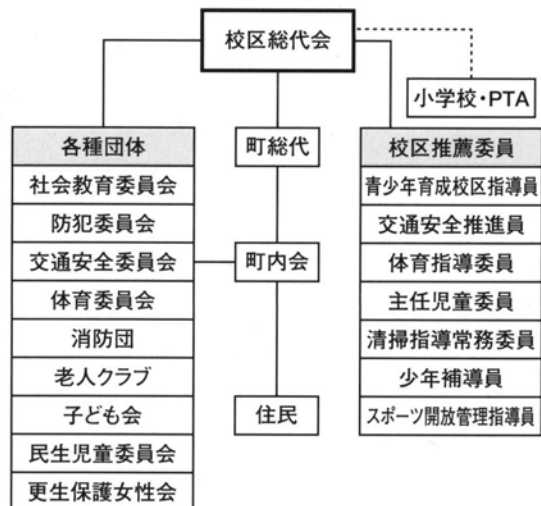 校区総代会
小学校・PTA
各種団体
社会教育委員会
防犯委員会
交通安全委員会
体育委員会
消防団
老人クラブ
子ども会
民生児童委員会
更生保護女性会
町総代
町内会
住民
校区推薦委員
青少年育成校区指導員
交通安全推進員
体育指導委員
主任児童委員
清掃指導常務委員
少年補導員
スポーツ開放管理指導員